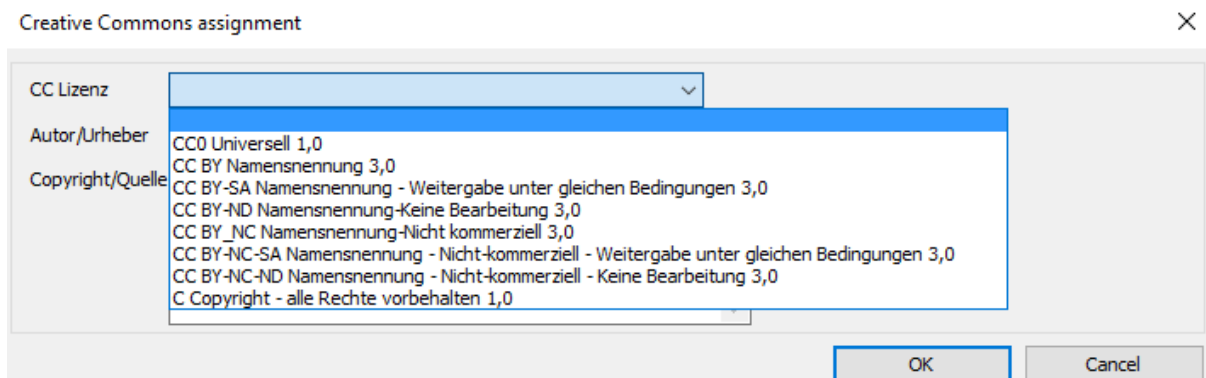 Creative Commons assignment
CC Lizenz
Autor/Urheber
Copyright/Quelle
CC0 Universell 1,0
CC BY Namensnennung 3,0
CC BY-SA Namensnennung - Weitergabe unter gleichen Bedingungen 3,0
CC BY-ND Namensnennung-Keine Bearbeitung 3,0
CC BY_NC Namensnennung-Nicht kommerziell 3,0
CC BY-NC-SA Namensnennung - Nicht-kommerziell - Weitergabe unter gleichen Bedingungen 3,0
CC BY-NC-ND Namensnennung - Nicht-kommerziell - Keine Bearbeitung 3,0
C Copyright - alle Rechte vorbehalten 1,0
OK
Cancel